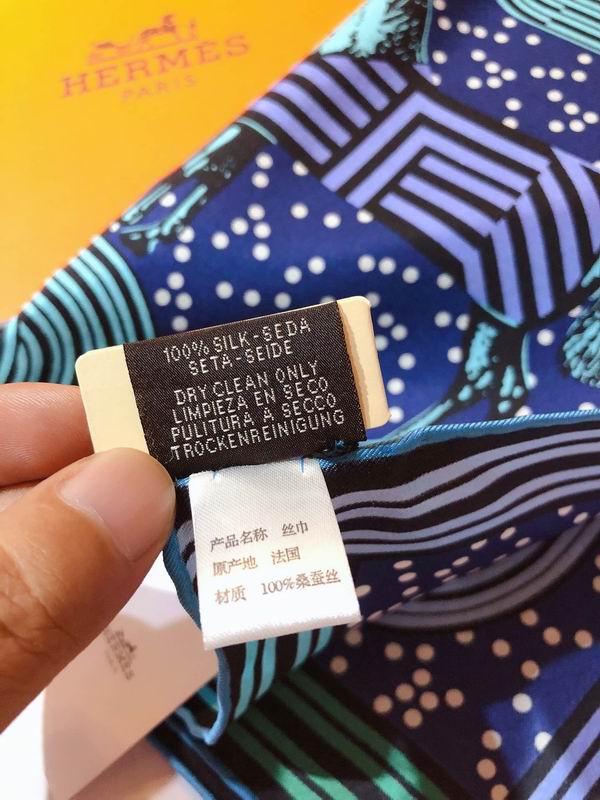 HERMES
PARIS
100% SILK-SEDA
SETA-SEIDE
DRY CLEAN ONLY
LIMPIEZA EN SECO
PULITURA A SECCO
TROCKENREINIGUNG
产品名称 丝巾
原产地 法国
材质 100%桑蚕丝